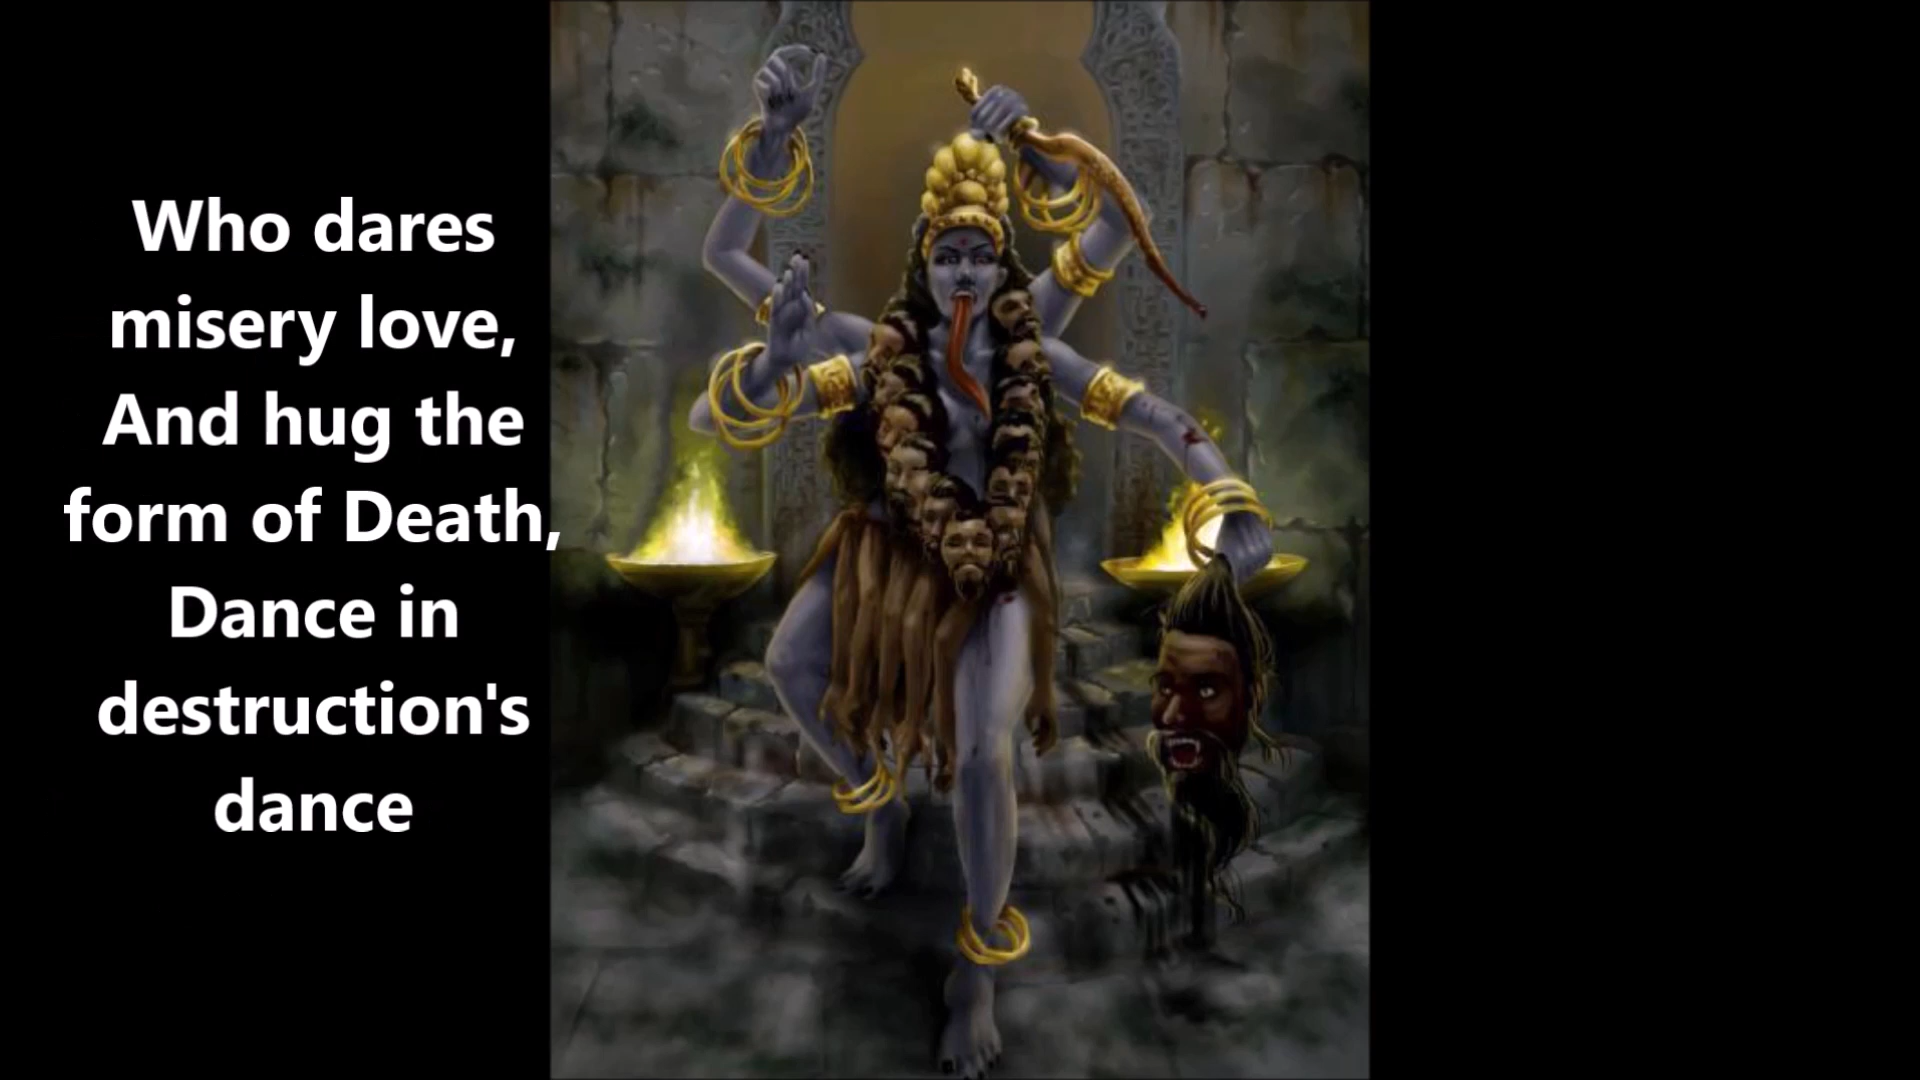 Who dares
misery love,
And hug the
form of Death,
Dance in
destruction's
dance